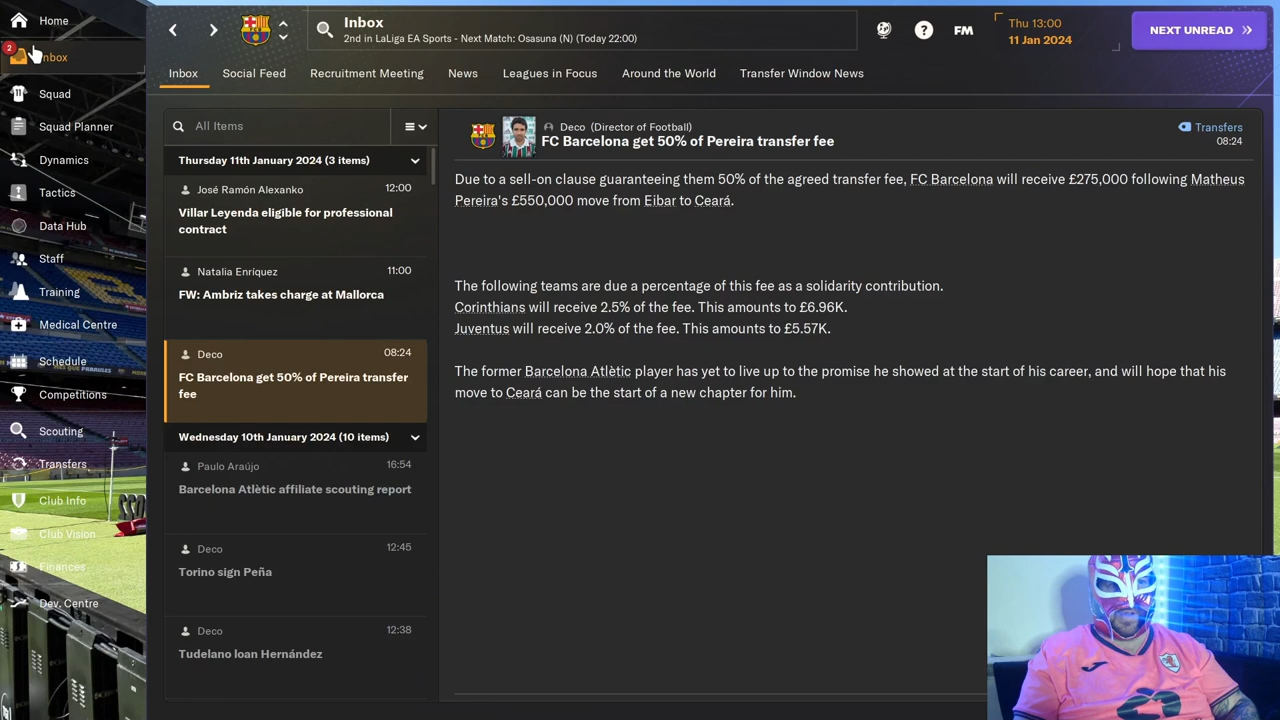 Home
2
Inbox
Squad
Squad Planner
Dynamics
Tactics
Data Hub
Staff
Training
Medical Centre
Schedule
Competitions
Scouting
Transfers
Club Info
Club Vision
Finances
Dev. Centre
Inbox
2nd in LaLiga EA Sports - Next Match: Osasuna (N) (Today 22:00)
?
FM
Thu 13:00
11 Jan 2024
NEXT UNREAD
Inbox
Social Feed
Recruitment Meeting
News
Leagues in Focus
Around the World
Transfer Window News
All Items
Thursday 11th January 2024 (3 items)
José Ramón Alexanko
12:00
Villar Leyenda eligible for professional
contract
Natalia Enríquez
11:00
FW: Ambriz takes charge at Mallorca
Deco
08:24
FC Barcelona get 50% of Pereira transfer
fee
Wednesday 10th January 2024 (10 items)
Paulo Araújo
16:54
Barcelona Atlètic affiliate scouting report
Deco
12:45
Torino sign Peña
Deco
12:38
Tudelano loan Hernández
Deco (Director of Football)
FC Barcelona get 50% of Pereira transfer fee
Transfers
08:24
Due to a sell-on clause guaranteeing them 50% of the agreed transfer fee, FC Barcelona will receive £275,000 following Matheus
Pereira's £550,000 move from Eibar to Ceará.
The following teams are due a percentage of this fee as a solidarity contribution.
Corinthians will receive 2.5% of the fee. This amounts to £6.96K.
Juventus will receive 2.0% of the fee. This amounts to £5.57K.
The former Barcelona Atlètic player has yet to live up to the promise he showed at the start of his career, and will hope that his
move to Ceará can be the start of a new chapter for him.